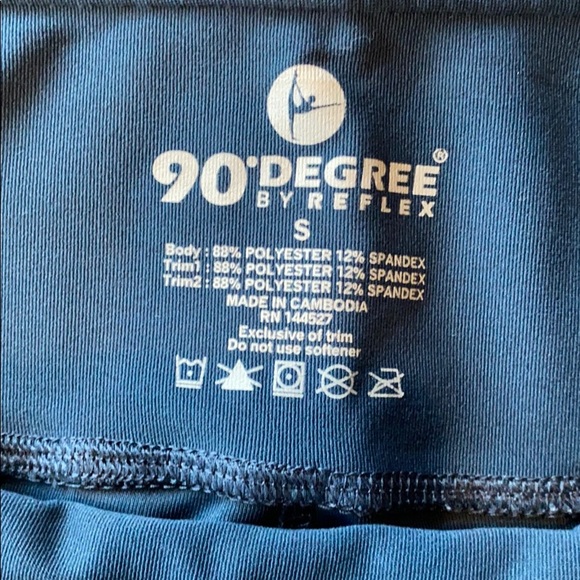 90°DEGREE®
BY REFLEX
S
Body : 88% POLYESTER 12% SPANDEX
Trim1 : 88% POLYESTER 12% SPANDEX
Trim2 : 88% POLYESTER 12% SPANDEX
MADE IN CAMBODIA
RN 144527
Exclusive of trim
Do not use softener